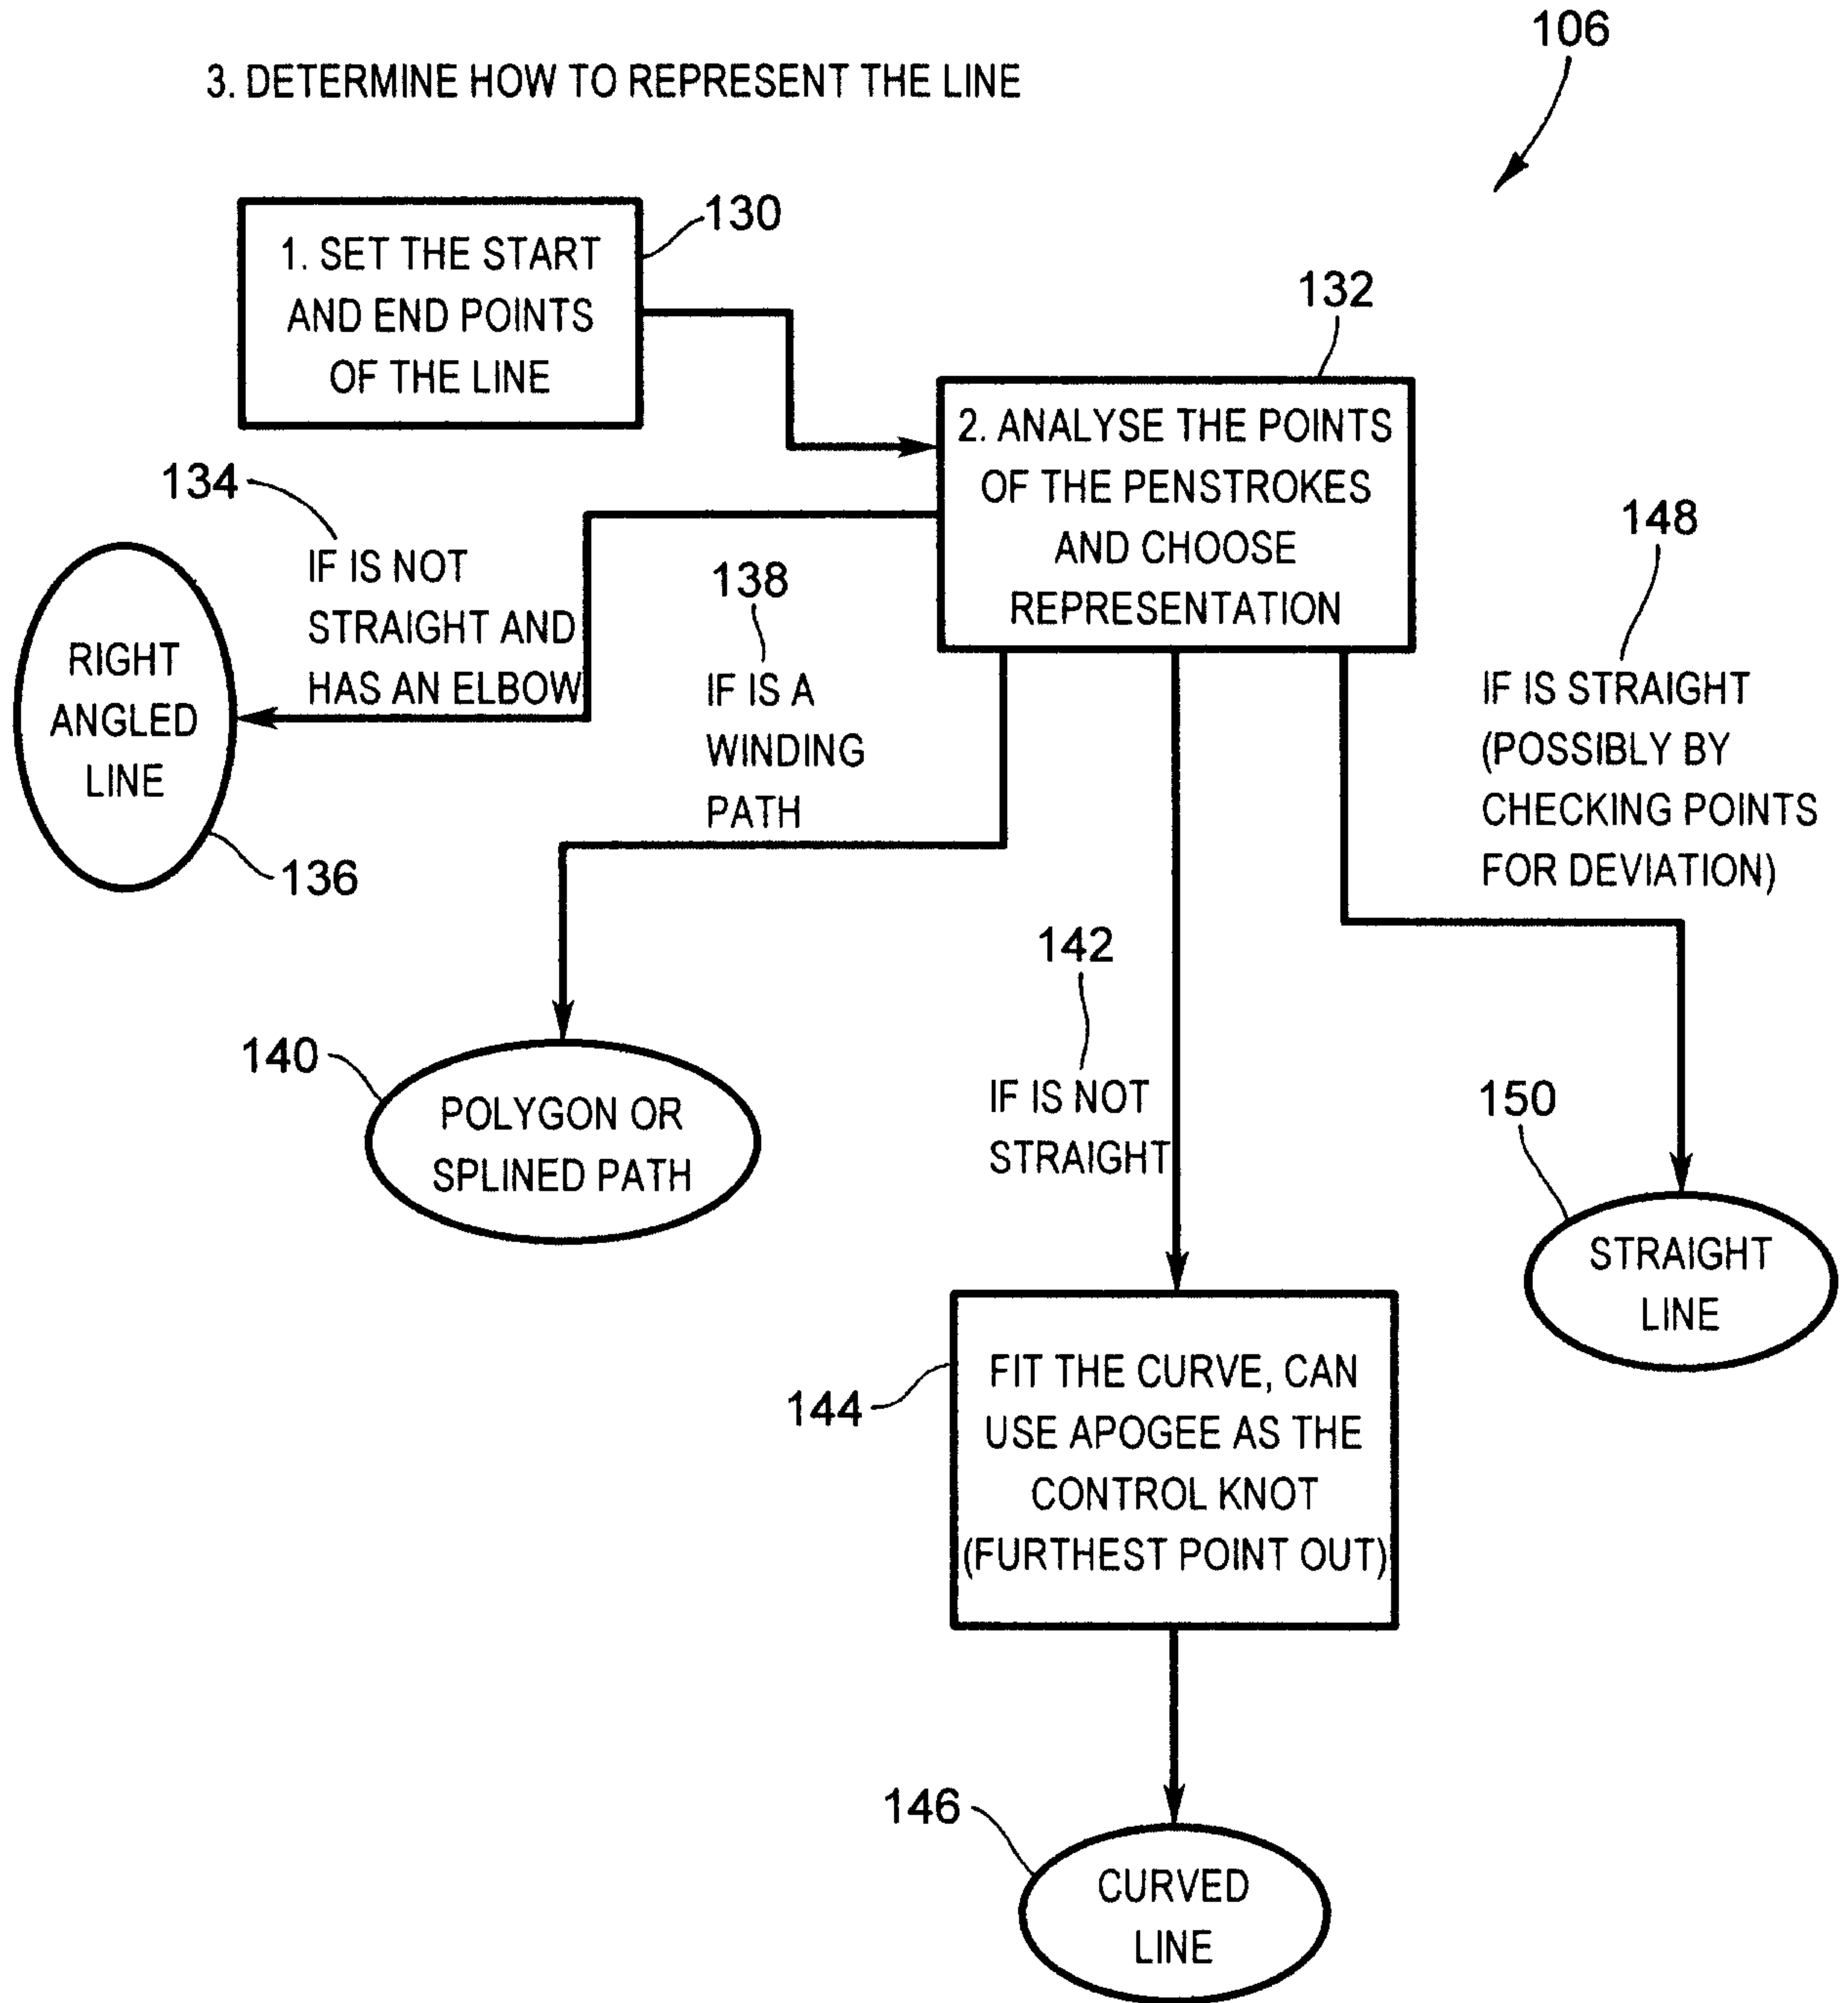 106
3. DETERMINE HOW TO REPRESENT THE LINE
130
1. SET THE START
AND END POINTS
OF THE LINE
132
2. ANALYSE THE POINTS
OF THE PENSTROKES
AND CHOOSE
REPRESENTATION
134
IF IS NOT
STRAIGHT AND
HAS AN ELBOW
RIGHT
ANGLED
LINE
136
138
IF IS A
WINDING
PATH
140
POLYGON OR
SPLINED PATH
142
IF IS NOT
STRAIGHT
144
FIT THE CURVE, CAN
USE APOGEE AS THE
CONTROL KNOT
(FURTHEST POINT OUT)
146
CURVED
LINE
148
IF IS STRAIGHT
(POSSIBLY BY
CHECKING POINTS
FOR DEVIATION)
150
STRAIGHT
LINE